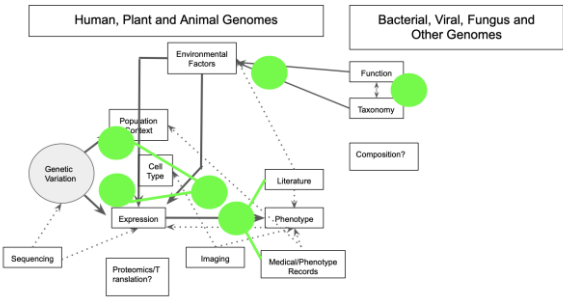 Human, Plant and Animal Genomes
Bacterial, Viral, Fungus and
Other Genomes
Environmental
Factors
Function
Taxonomy
Population
Context
Composition?
Cell
Type
Genetic
Variation
Literature
Expression
Phenotype
Sequencing
Imaging
Medical/Phenotype
Records
Proteomics/T
ranslation?